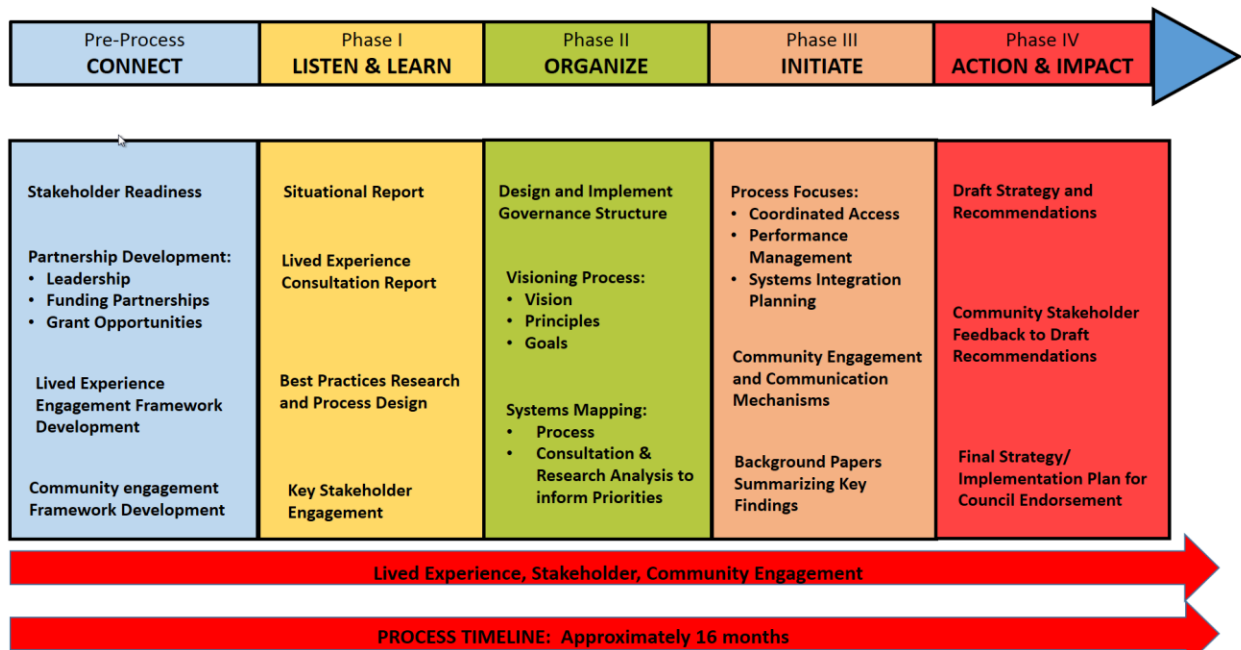 Pre-Process
CONNECT
Phase I
LISTEN & LEARN
Phase II
ORGANIZE
Phase III
INITIATE
Phase IV
ACTION & IMPACT
Stakeholder Readiness
Partnership Development:
• Leadership
• Funding Partnerships
• Grant Opportunities
Lived Experience
Engagement Framework
Development
Community engagement
Framework Development
Situational Report
Lived Experience
Consultation Report
Best Practices Research
and Process Design
Key Stakeholder
Engagement
Design and Implement
Governance Structure
Visioning Process:
• Vision
• Principles
• Goals
Systems Mapping:
• Process
• Consultation &
Research Analysis to
inform Priorities
Process Focuses:
• Coordinated Access
• Performance
Management
• Systems Integration
Planning
Community Engagement
and Communication
Mechanisms
Background Papers
Summarizing Key
Findings
Draft Strategy and
Recommendations
Community Stakeholder
Feedback to Draft
Recommendations
Final Strategy/
Implementation Plan for
Council Endorsement
Lived Experience, Stakeholder, Community Engagement
PROCESS TIMELINE: Approximately 16 months